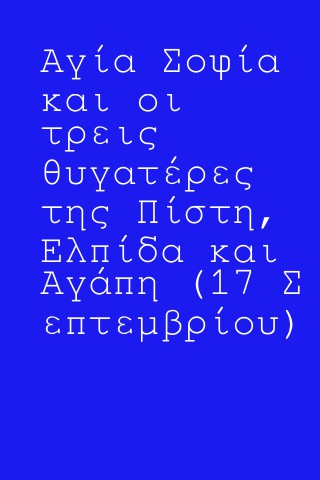 Αγία Σοφία
και οι
τρεις
θυγατέρες
της Πίστη,
Ελπίδα και
Αγάπη (17 Σ
επτεμβρίου)